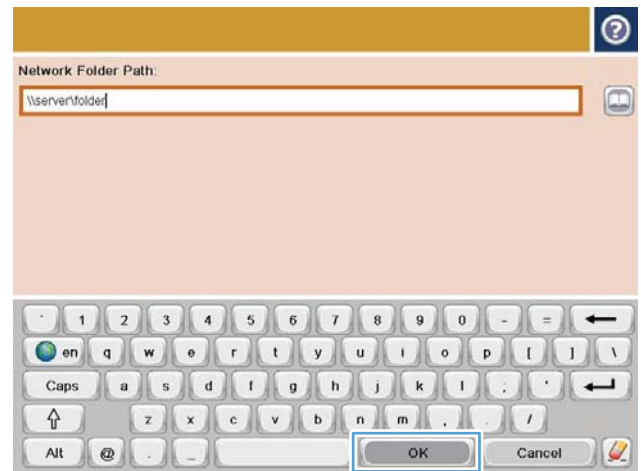 ?
Network Folder Path:
\\server\folder
` 1 2 3 4 5 6 7 8 9 0 - =
en q w e r t y u i o p [ ] \
Caps a s d f g h j k l ; '
z x c v b n m , . /
Alt @ . _ OK Cancel